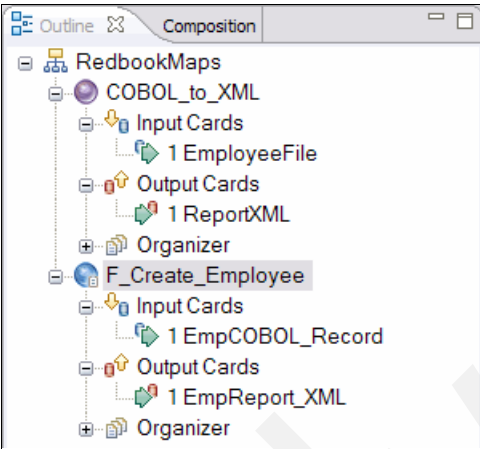 Outline Composition
RedbookMaps
COBOL_to_XML
Input Cards
1 EmployeeFile
Output Cards
1 ReportXML
Organizer
F_Create_Employee
Input Cards
1 EmpCOBOL_Record
Output Cards
1 EmpReport_XML
Organizer